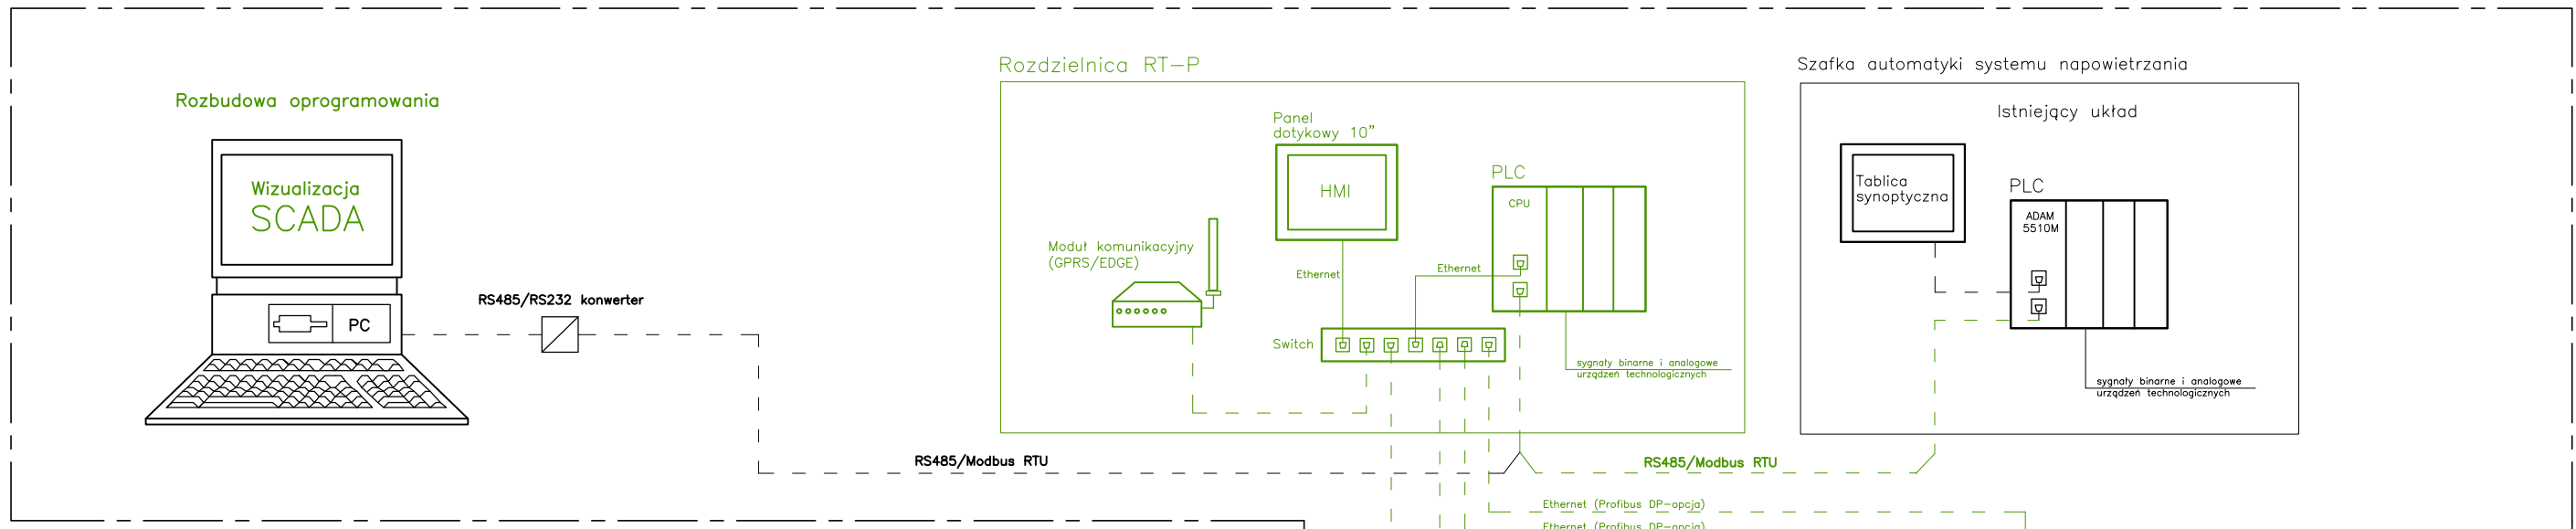 Rozbudowa oprogramowania
Wizualizacja
SCADA
PC
RS485/RS232 konwerter
RS485/Modbus RTU
Rozdzielnica RT-P
Panel
dotykowy 10"
HMI
Moduł komunikacyjny
(GPRS/EDGE)
Ethernet
Ethernet
PLC
CPU
Switch
sygnały binarne i analogowe
urządzeń technologicznych
Szafka automatyki systemu napowietrzania
Istniejący układ
Tablica
synoptyczna
PLC
ADAM
5510M
sygnały binarne i analogowe
urządzeń technologicznych
RS485/Modbus RTU
Ethernet (Profibus DP-opcja)
Ethernet (Profibus DP-opcja)